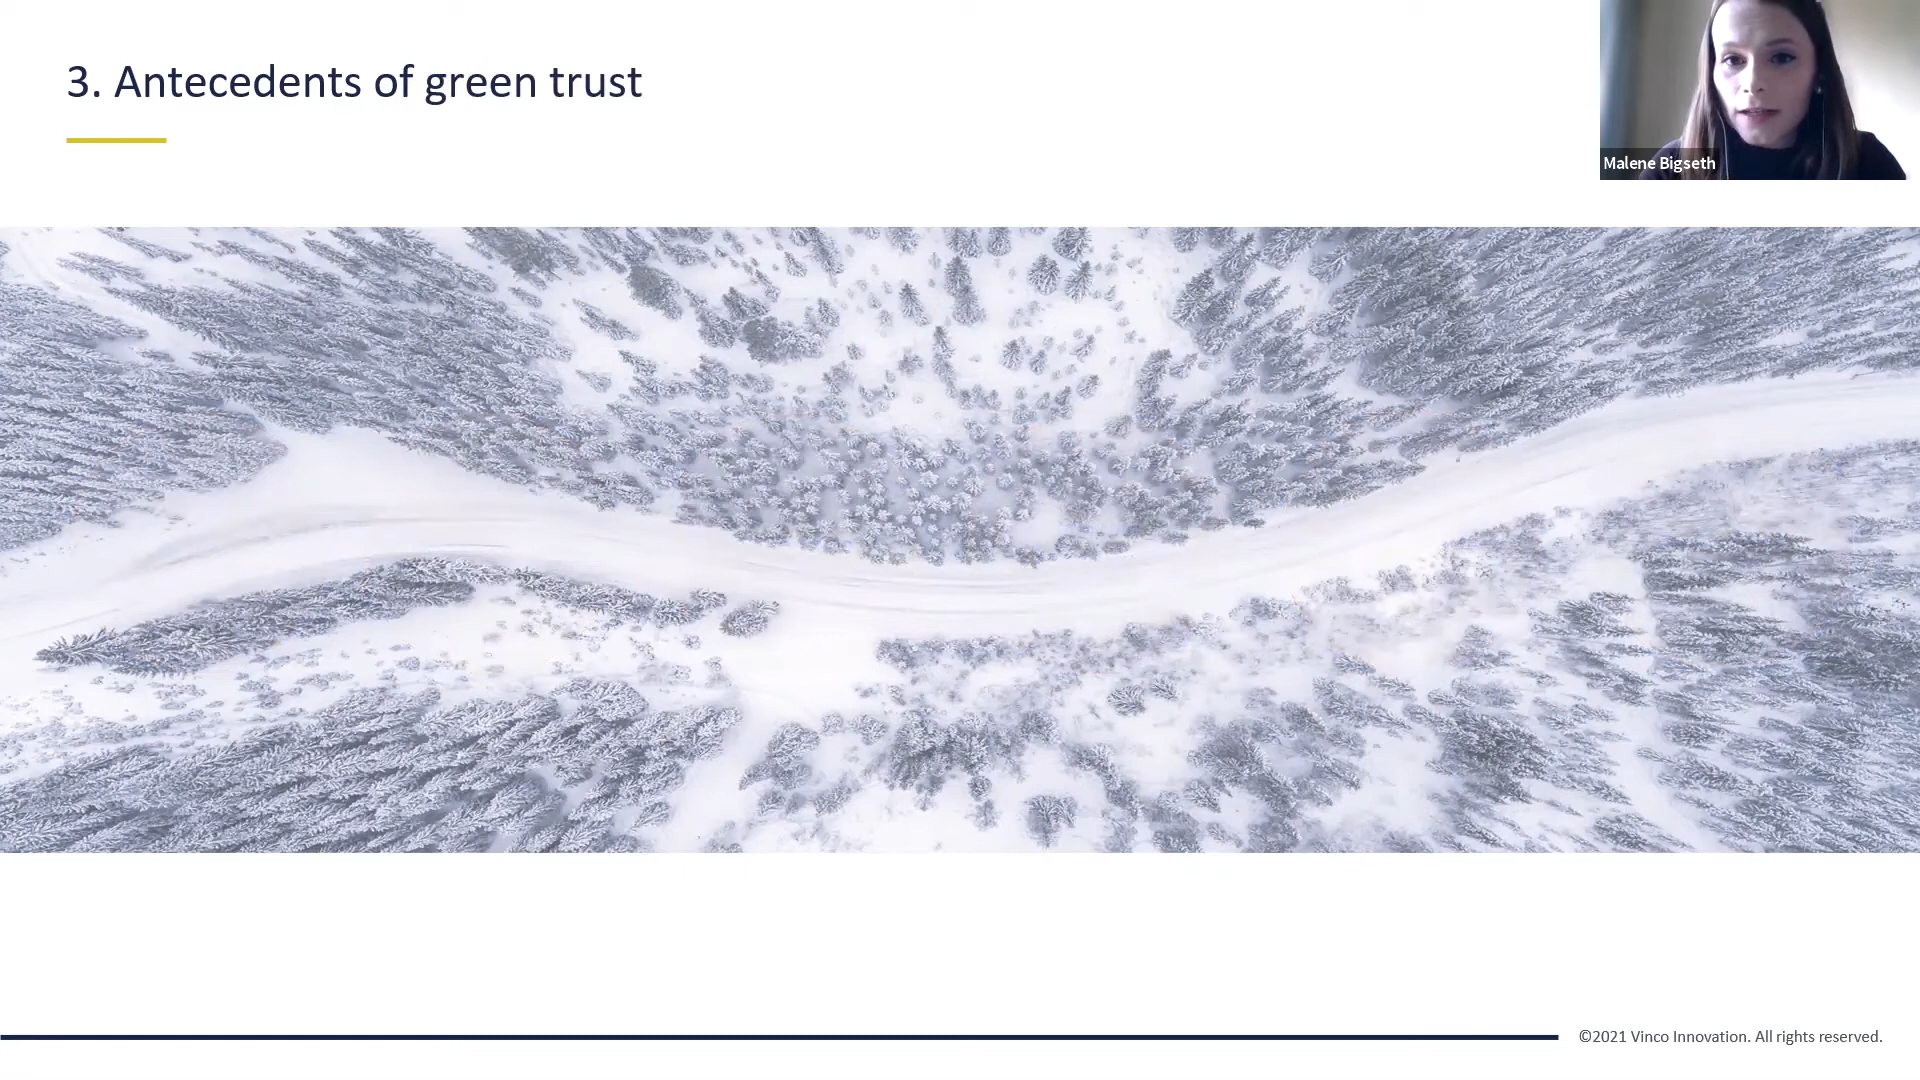 3. Antecedents of green trust
Malene Bigseth
©2021 Vinco Innovation. All rights reserved.